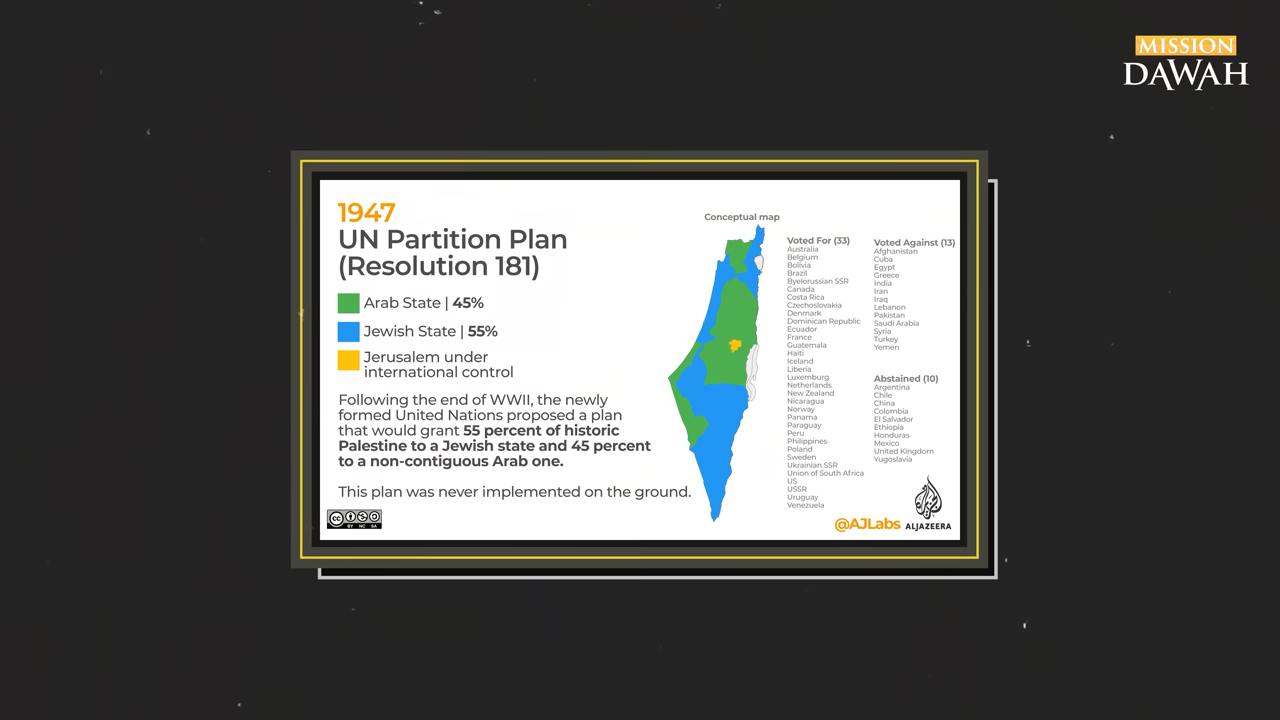 MISSION
DAWAH
1947
UN Partition Plan
(Resolution 181)
Arab State | 45%
Jewish State | 55%
Jerusalem under
international control
Following the end of WWII, the newly
formed United Nations proposed a plan
that would grant 55 percent of historic
Palestine to a Jewish state and 45 percent
to a non-contiguous Arab one.
This plan was never implemented on the ground.
cc
BY NC SA
Conceptual map
Voted For (33)
Australia
Belgium
Bolivia
Brazil
Byelorussian SSR
Canada
Costa Rica
Czechoslovakia
Denmark
Dominican Republic
Ecuador
France
Guatemala
Haiti
Iceland
Liberia
Luxemburg
Netherlands
New Zealand
Nicaragua
Norway
Panama
Paraguay
Peru
Philippines
Poland
Sweden
Ukrainian SSR
Union of South Africa
US
USSR
Uruguay
Venezuela
Voted Against (13)
Afghanistan
Cuba
Egypt
Greece
India
Iran
Iraq
Lebanon
Pakistan
Saudi Arabia
Syria
Turkey
Yemen
Abstained (10)
Argentina
Chile
China
Colombia
El Salvador
Ethiopia
Honduras
Mexico
United Kingdom
Yugoslavia
@AJLabs
ALJAZEERA